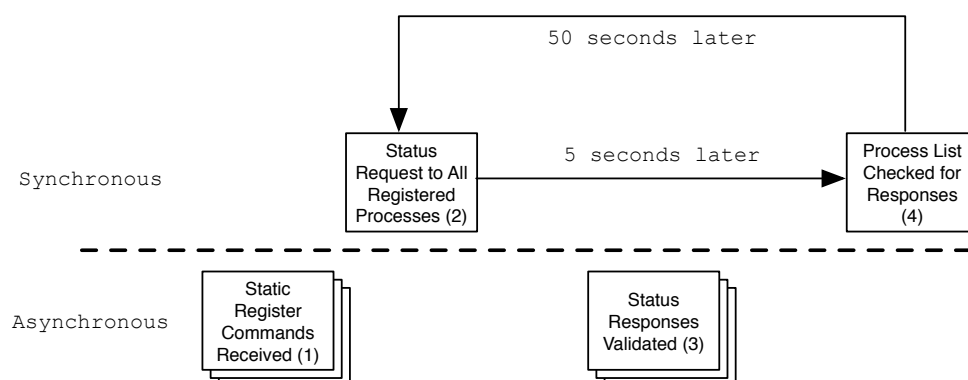 50 seconds later
Status
Request to All
Registered
Processes (2)
5 seconds later
Process List
Checked for
Responses
(4)
Synchronous
Static
Register
Commands
Received (1)
Status
Responses
Validated (3)
Asynchronous